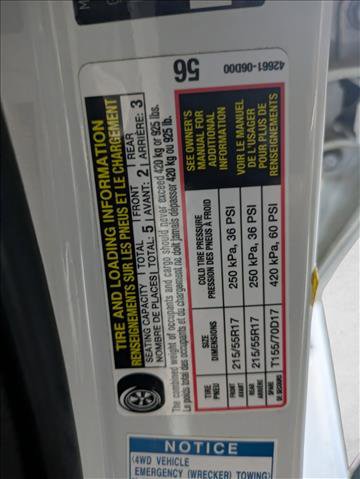 TIRE AND LOADING INFORMATION
RENSEIGNEMENTS SUR LES PNEUS ET LE CHARGEMENT
SEATING CAPACITY | TOTAL | FRONT | REAR
NOMBRE DE PLACES | TOTAL: 5 | AVANT: 2 | ARRIÈRE: 3
The combined weight of occupants and cargo should never exceed 420 kg or 925 lbs.
Le poids total des occupants et du chargement ne doit jamais dépasser 420 kg ou 925 lb.
TIRE PNEU | SIZE DIMENSIONS | COLD TIRE PRESSURE PRESSION DES PNEUS À FROID
FRONT AVANT | 215/55R17 | 250 kPa, 36 PSI
REAR ARRIÈRE | 215/55R17 | 250 kPa, 36 PSI
SPARE DE SECOURS | T155/70D17 | 420 kPa, 60 PSI
SEE OWNER'S
MANUAL FOR
ADDITIONAL
INFORMATION
VOIR LE MANUEL
DE L'USAGER
POUR PLUS DE
RENSEIGNEMENTS
56
42661-06D00
NOTICE
(4WD VEHICLE
EMERGENCY (WRECKER) TOWING)